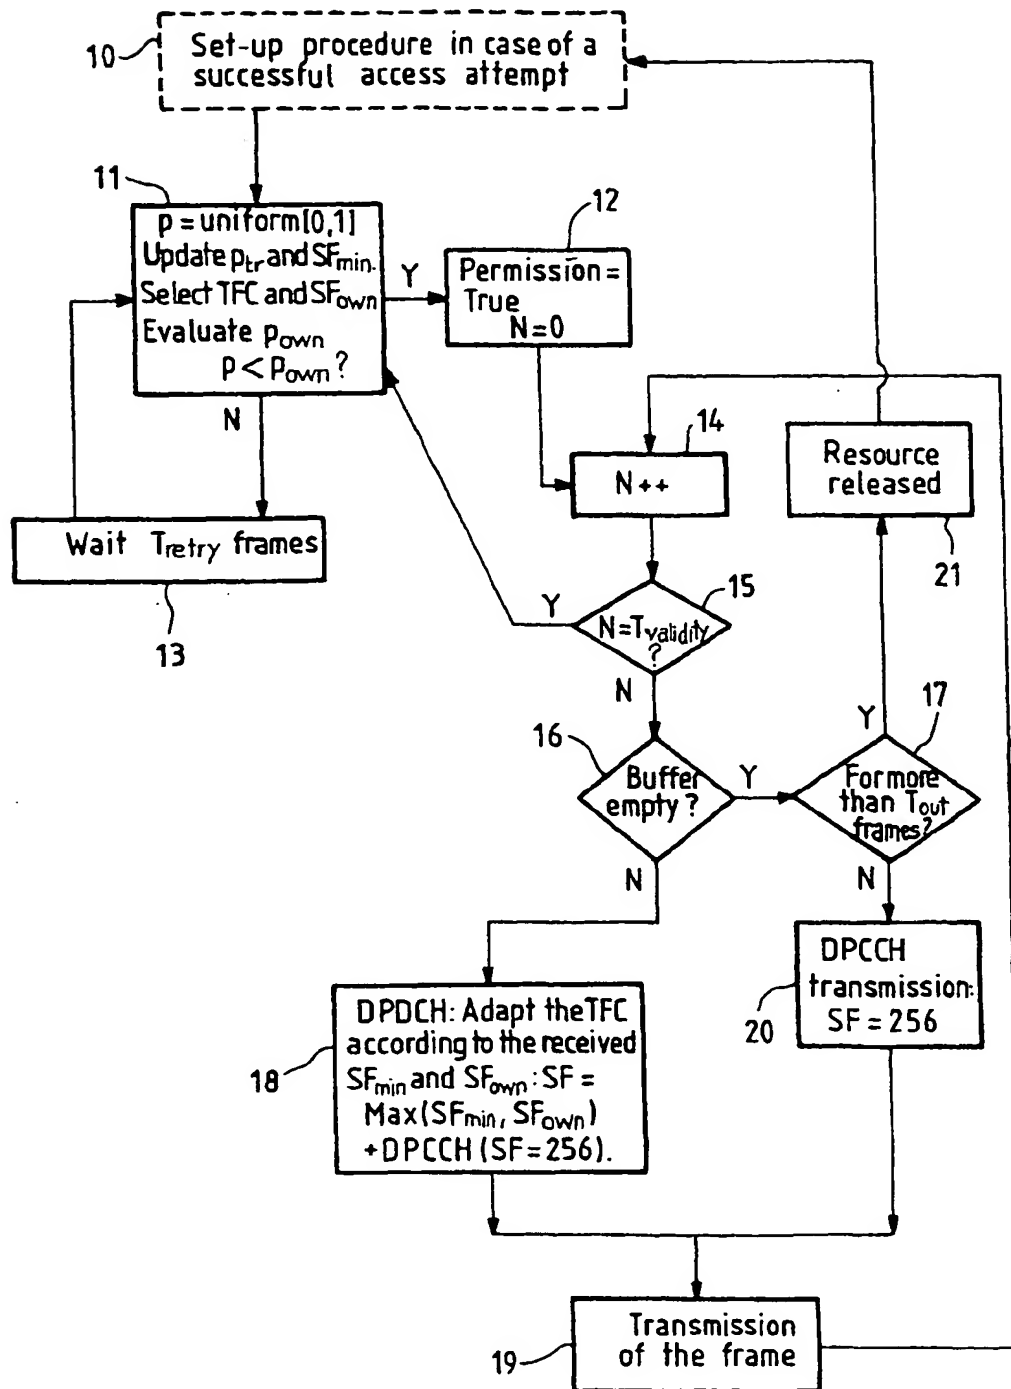 10
Set-up procedure in case of a
successful access attempt
11
p = uniform[0,1]
Update ptr and SFmin.
Select TFC and SFown
Evaluate pown
p < pown ?
Y
N
12
Permission =
True
N=0
Wait Tretry frames
13
14
N ++
15
N=Tvalidity
?
Y
N
16
Buffer
empty ?
Y
N
17
For more
than Tout
frames?
Y
N
Resource
released
21
18
DPDCH: Adapt the TFC
according to the received
SFmin and SFown : SF =
Max(SFmin, SFown)
+DPCCH (SF=256).
20
DPCCH
transmission:
SF = 256
19
Transmission
of the frame